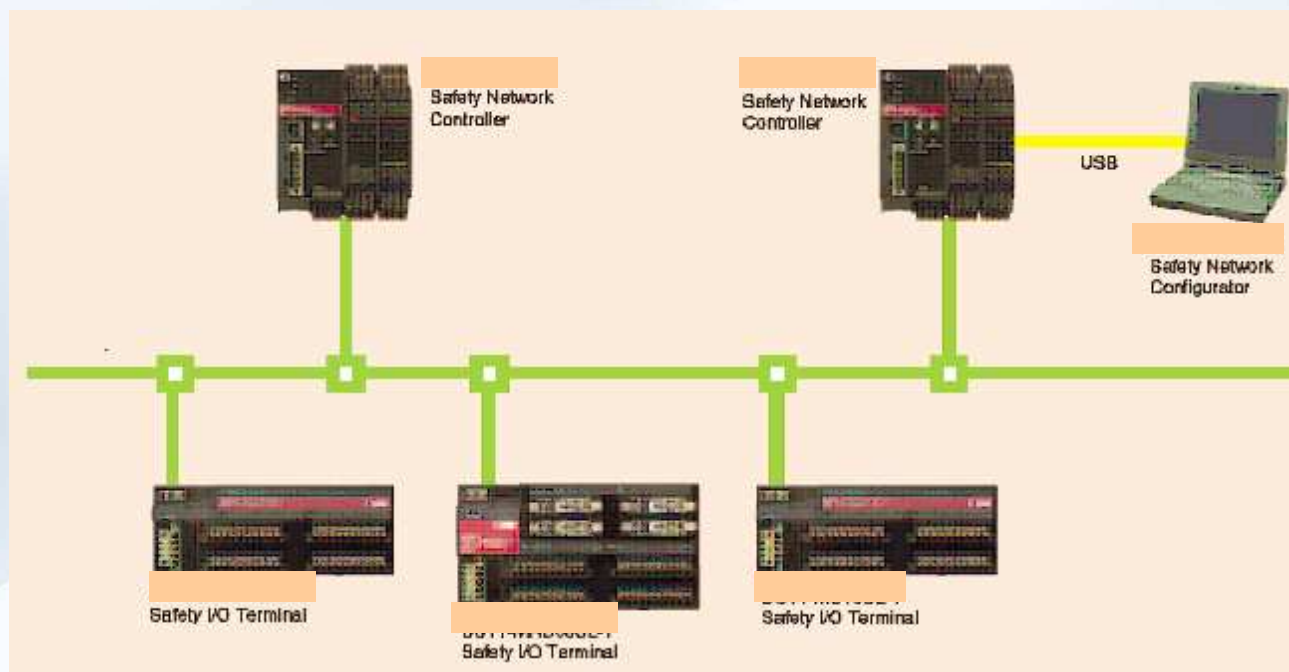 Safety Network
Controller
Safety Network
Controller
USB
Safety Network
Configurator
Safety I/O Terminal
Safety I/O Terminal
Safety I/O Terminal